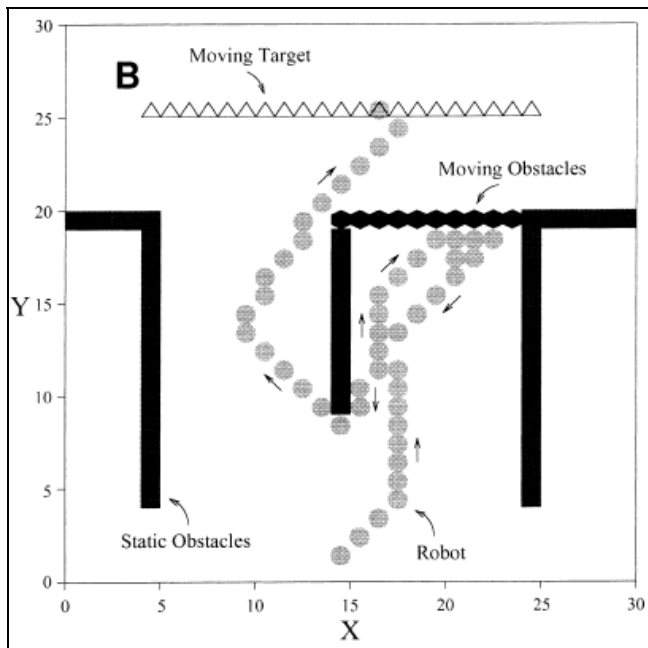 30
B
Moving Target
25
Moving Obstacles
20
Y
15
10
5
Static Obstacles
Robot
0
0 5 10 15 20 25 30
X